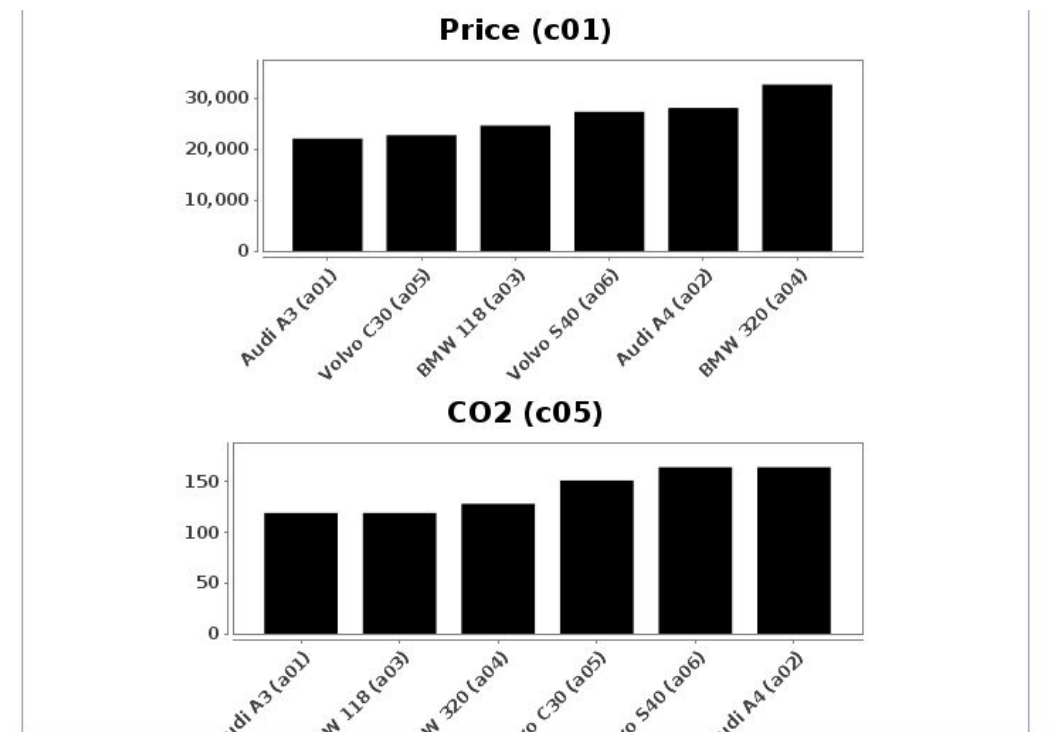 Price (c01)
30,000
20,000
10,000
0
Audi A3 (a01)
Volvo C30 (a05)
BMW 118 (a03)
Volvo S40 (a06)
Audi A4 (a02)
BMW 320 (a04)
CO2 (c05)
150
100
50
0
A3 (a01)
118 (a03)
320 (a04)
C30 (a05)
S40 (a06)
A4 (a02)